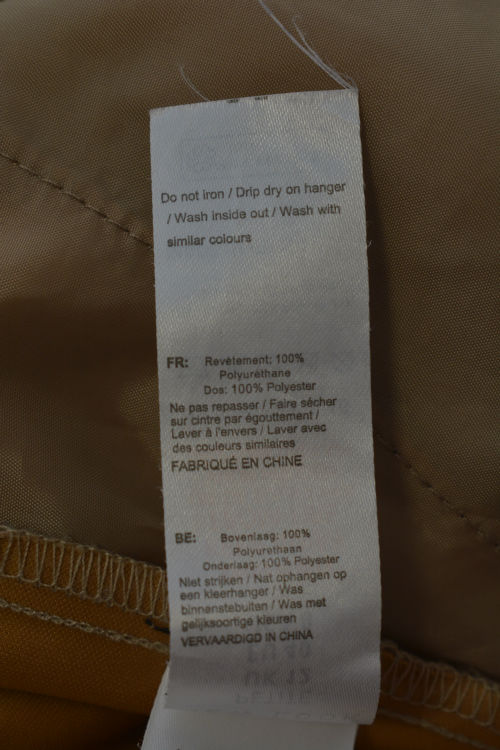 Do not iron / Drip dry on hanger
/ Wash inside out / Wash with
similar colours
FR: Revêtement: 100%
Polyuréthane
Dos: 100% Polyester
Ne pas repasser / Faire sécher
sur cintre par égouttement /
Laver à l'envers / Laver avec
des couleurs similaires
FABRIQUÉ EN CHINE
BE: Bovenlaag: 100%
Polyurethaan
Onderlaag: 100% Polyester
Niet strijken / Nat ophangen op
een kleerhanger / Was
binnenstebuiten / Was met
gelijksoortige kleuren
VERVAARDIGD IN CHINA
UK 12
PETITE